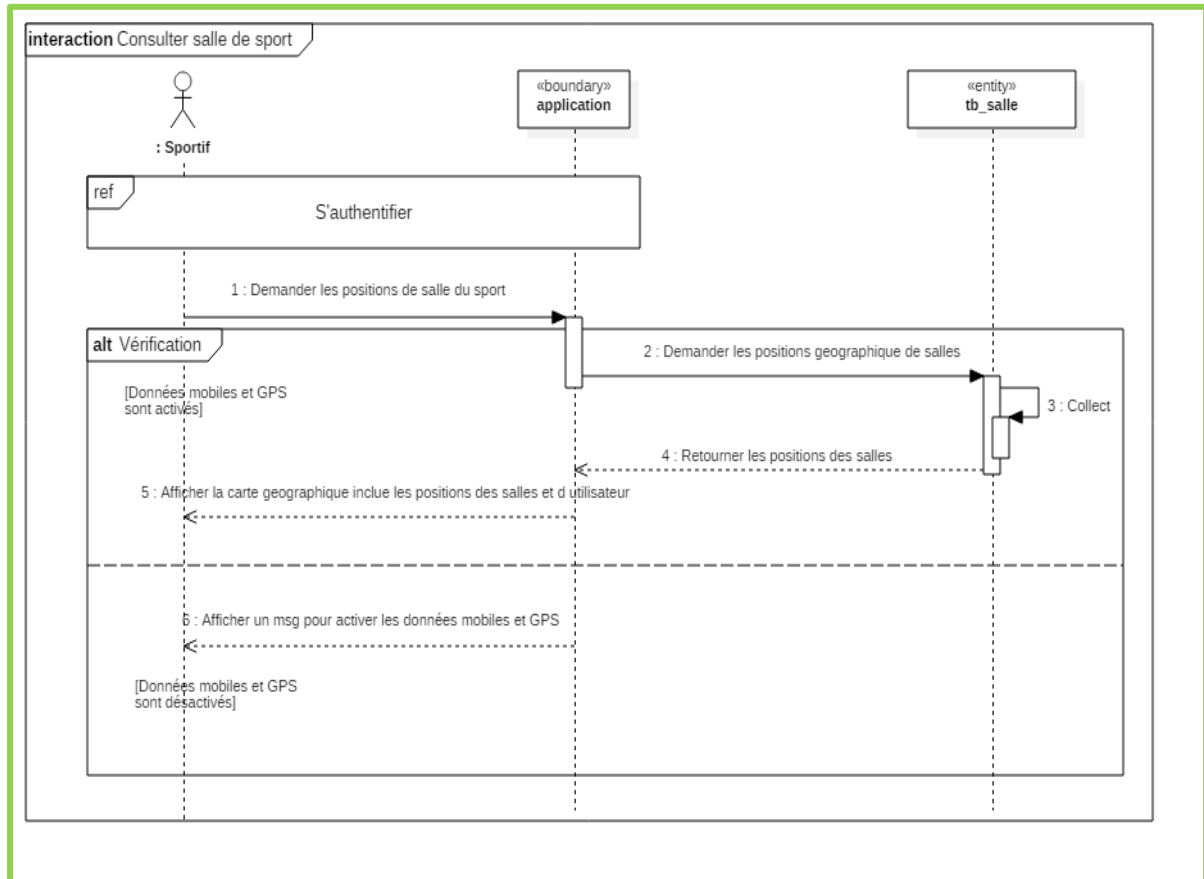 interaction Consulter salle de sport
«boundary»
application
«entity»
tb_salle
: Sportif
ref
S'authentifier
1 : Demander les positions de salle du sport
alt Vérification
2 : Demander les positions geographique de salles
[Données mobiles et GPS
sont activés]
3 : Collect
4 : Retourner les positions des salles
5 : Afficher la carte geographique inclue les positions des salles et d utilisateur
6 : Afficher un msg pour activer les données mobiles et GPS
[Données mobiles et GPS
sont désactivés]